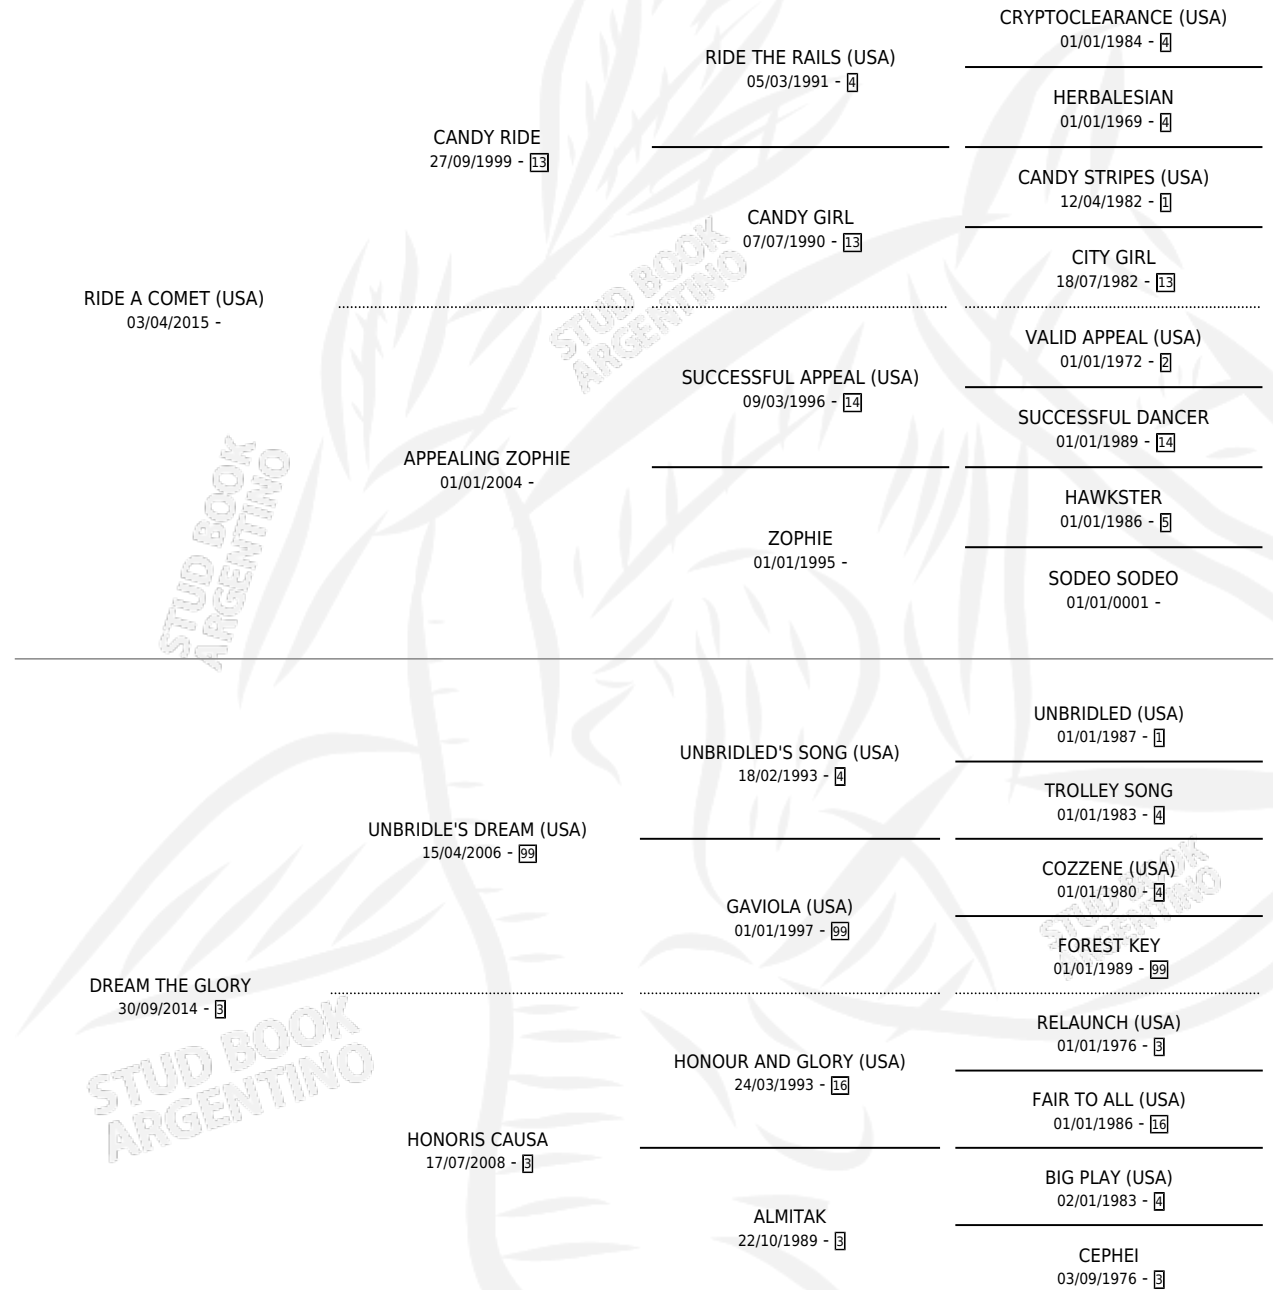 CRYPTOCLEARANCE (USA)
01/01/1984 - 4
RIDE THE RAILS (USA)
05/03/1991 - 4
HERBALESIAN
01/01/1969 - 4
CANDY RIDE
27/09/1999 - 13
CANDY STRIPES (USA)
12/04/1982 - 1
CANDY GIRL
07/07/1990 - 13
CITY GIRL
18/07/1982 - 13
RIDE A COMET (USA)
03/04/2015 -
VALID APPEAL (USA)
01/01/1972 - 2
SUCCESSFUL APPEAL (USA)
09/03/1996 - 14
SUCCESSFUL DANCER
01/01/1989 - 14
APPEALING ZOPHIE
01/01/2004 -
HAWKSTER
01/01/1986 - 5
ZOPHIE
01/01/1995 -
SODEO SODEO
01/01/0001 -
UNBRIDLED (USA)
01/01/1987 - 1
UNBRIDLED'S SONG (USA)
18/02/1993 - 4
TROLLEY SONG
01/01/1983 - 4
UNBRIDLE'S DREAM (USA)
15/04/2006 - 99
COZZENE (USA)
01/01/1980 - 4
GAVIOLA (USA)
01/01/1997 - 99
FOREST KEY
01/01/1989 - 99
DREAM THE GLORY
30/09/2014 - 3
RELAUNCH (USA)
01/01/1976 - 3
HONOUR AND GLORY (USA)
24/03/1993 - 16
FAIR TO ALL (USA)
01/01/1986 - 16
HONORIS CAUSA
17/07/2008 - 3
BIG PLAY (USA)
02/01/1983 - 4
ALMITAK
22/10/1989 - 3
CEPHEI
03/09/1976 - 3
STUD BOOK
ARGENTINO
STUD BOOK
ARGENTINO
STUD BOOK
ARGENTINO
STUD BOOK
ARGENTINO